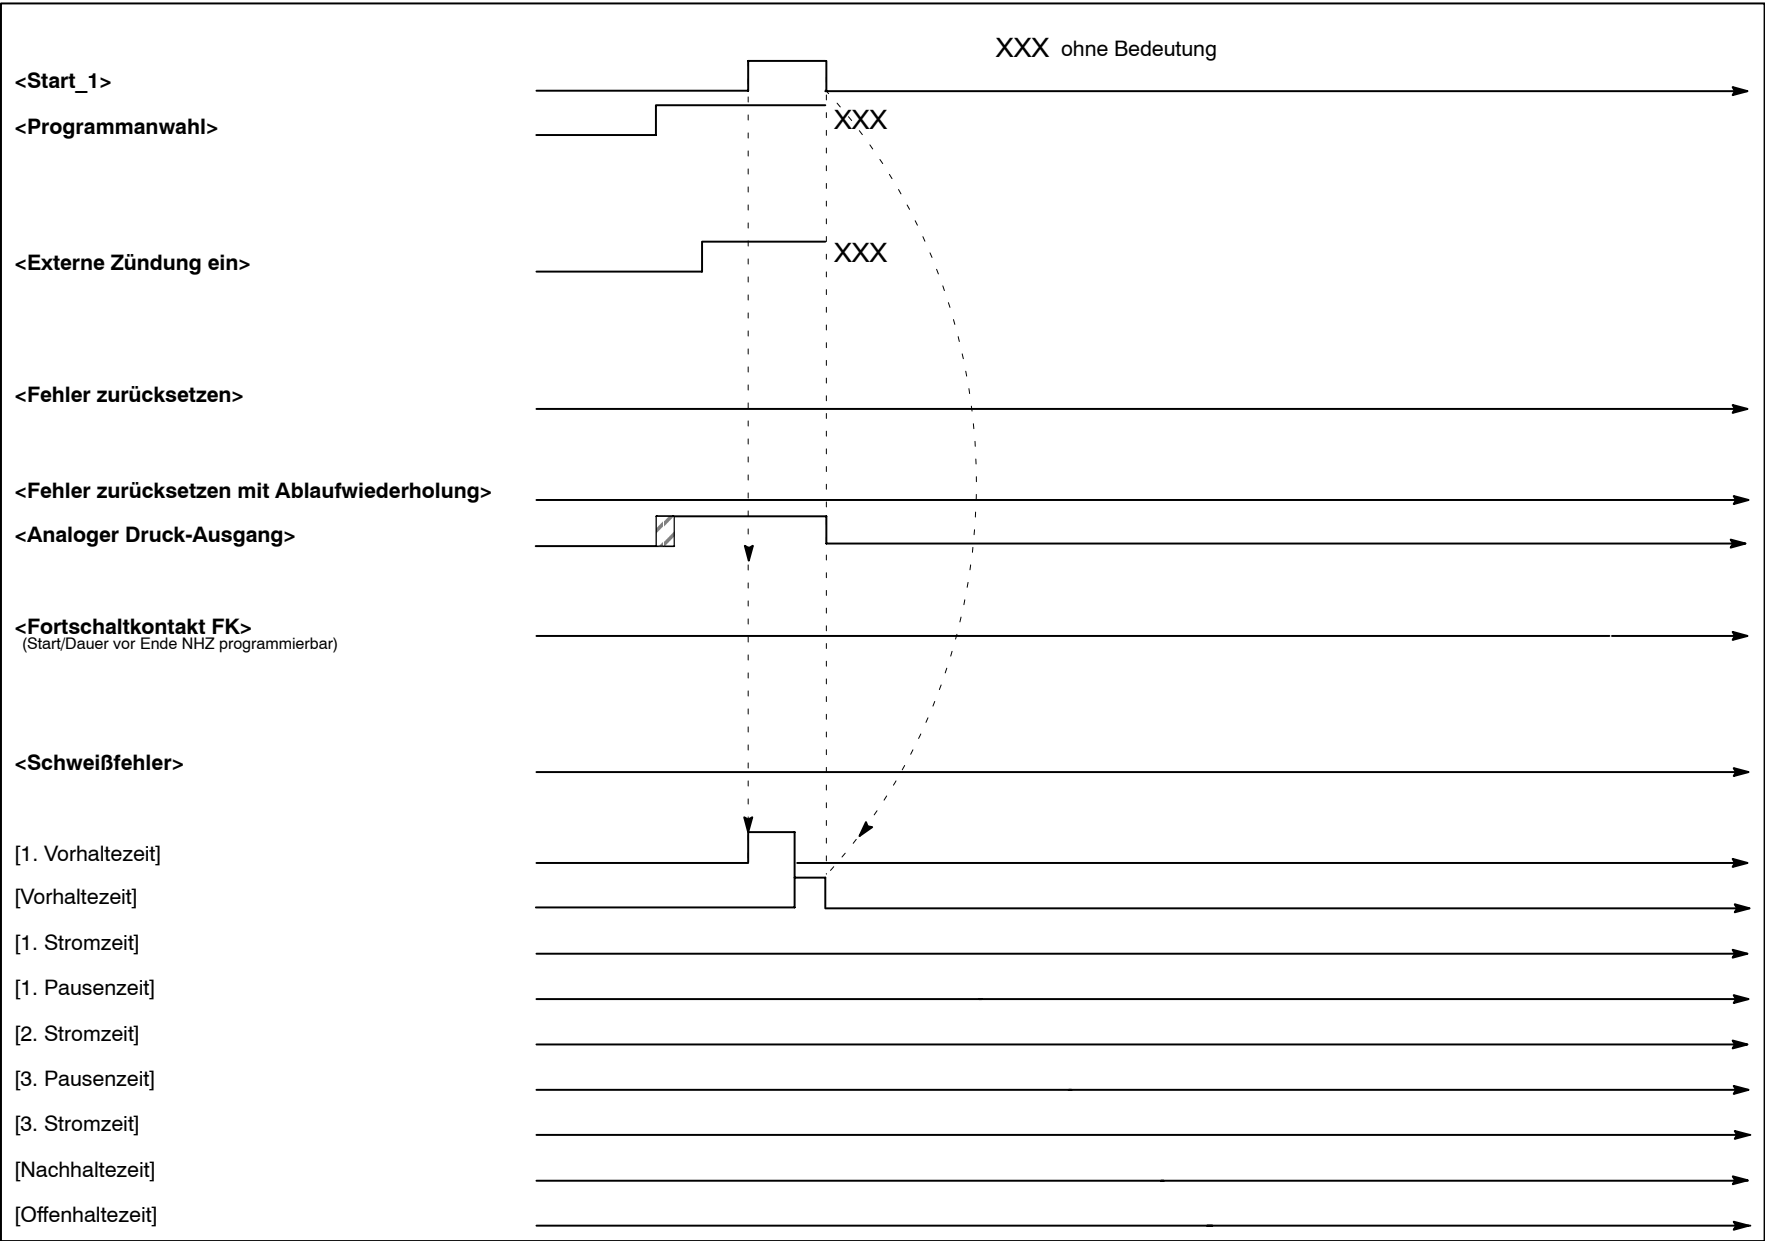 XXX ohne Bedeutung
<Start_1>
<Programmanwahl>
XXX
<Externe Zündung ein>
XXX
<Fehler zurücksetzen>
<Fehler zurücksetzen mit Ablaufwiederholung>
<Analoger Druck-Ausgang>
<Fortschaltkontakt FK>
(Start/Dauer vor Ende NHZ programmierbar)
<Schweißfehler>
[1. Vorhaltezeit]
[Vorhaltezeit]
[1. Stromzeit]
[1. Pausenzeit]
[2. Stromzeit]
[3. Pausenzeit]
[3. Stromzeit]
[Nachhaltezeit]
[Offenhaltezeit]